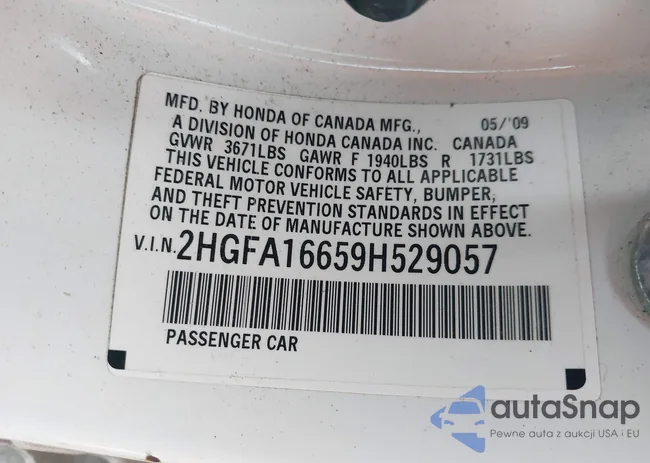 MFD. BY HONDA OF CANADA MFG., 05/'09
A DIVISION OF HONDA CANADA INC. CANADA
GVWR 3671LBS GAWR F 1940LBS R 1731LBS
THIS VEHICLE CONFORMS TO ALL APPLICABLE
FEDERAL MOTOR VEHICLE SAFETY, BUMPER,
AND THEFT PREVENTION STANDARDS IN EFFECT
ON THE DATE OF MANUFACTURE SHOWN ABOVE.
V.I.N. 2HGFA16659H529057
PASSENGER CAR
autaSnap
Pewne auta z aukcji USA i EU